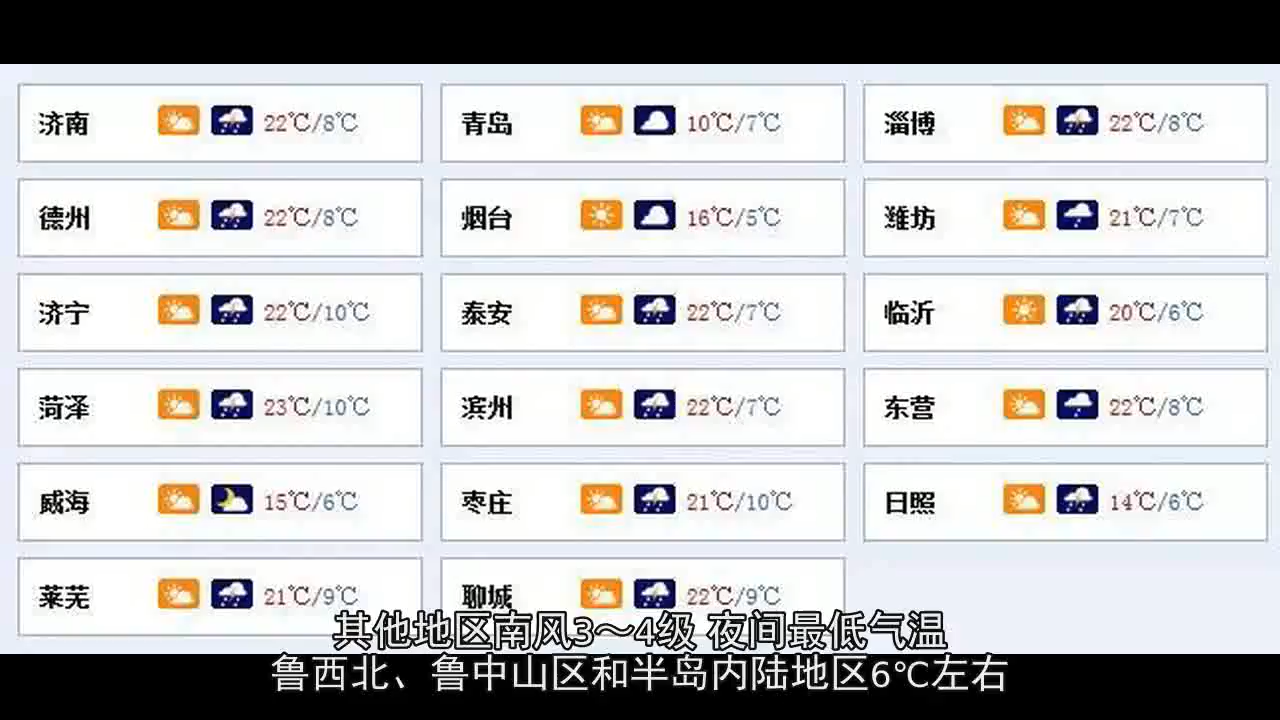 济南 22℃/8℃
青岛 10℃/7℃
淄博 22℃/8℃
德州 22℃/8℃
烟台 16℃/5℃
潍坊 21℃/7℃
济宁 22℃/10℃
泰安 22℃/7℃
临沂 20℃/6℃
菏泽 23℃/10℃
滨州 22℃/7℃
东营 22℃/8℃
威海 15℃/6℃
枣庄 21℃/10℃
日照 14℃/6℃
莱芜 21℃/9℃
聊城 22℃/9℃
其他地区南风3～4级 夜间最低气温
鲁西北、鲁中山区和半岛内陆地区6℃左右